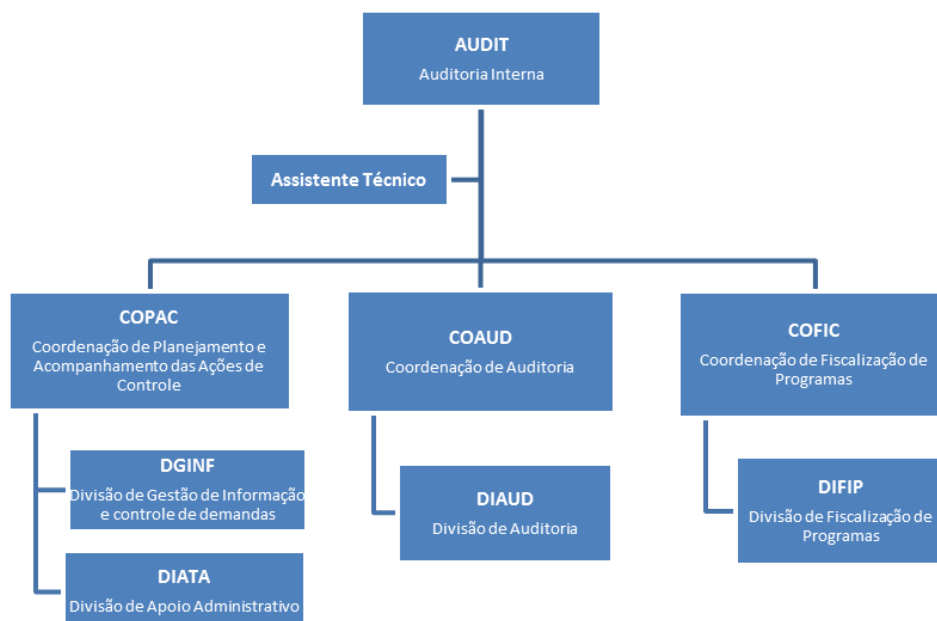 AUDIT
Auditoria Interna
Assistente Técnico
COPAC
Coordenação de Planejamento e
Acompanhamento das Ações de
Controle
COAUD
Coordenação de Auditoria
COFIC
Coordenação de Fiscalização de
Programas
DGINF
Divisão de Gestão de Informação
e controle de demandas
DIATA
Divisão de Apoio Administrativo
DIAUD
Divisão de Auditoria
DIFIP
Divisão de Fiscalização de
Programas